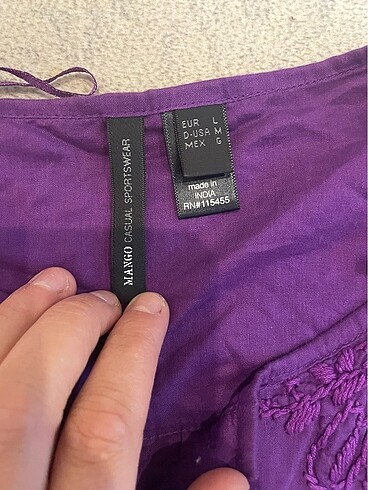 MANGO CASUAL SPORTSWEAR
EUR L
D-USA M
MEX G
made in
INDIA
RN#115455